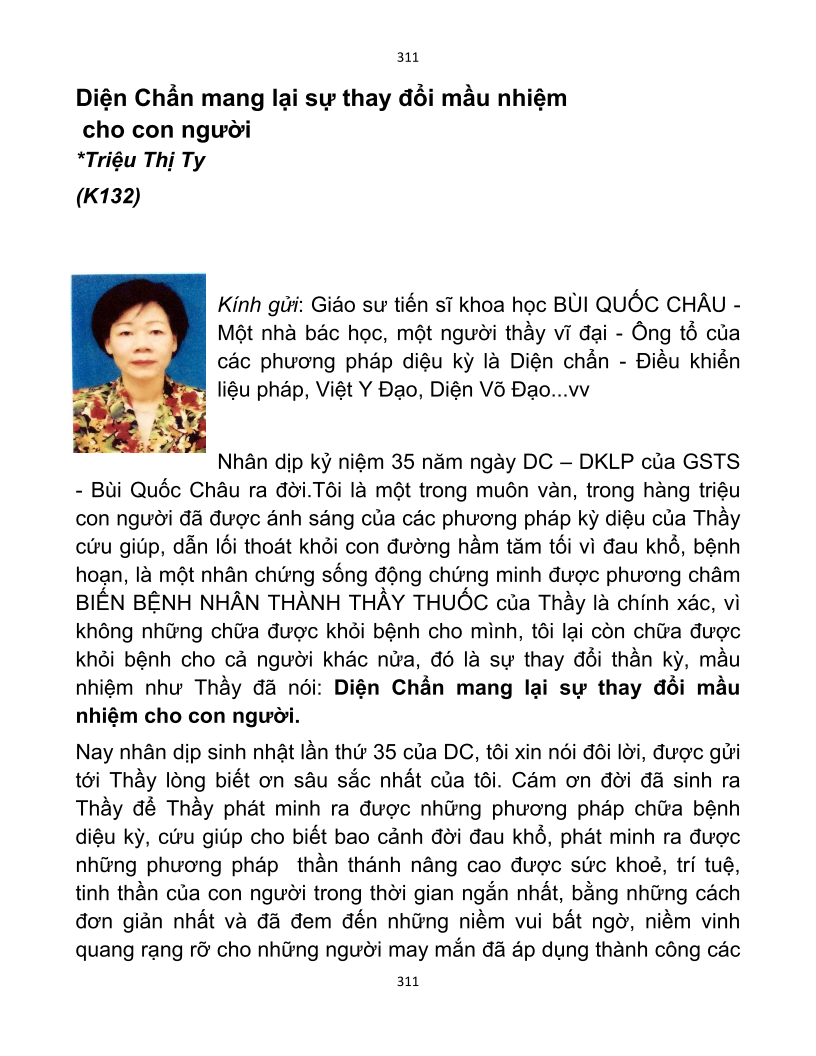 311
Diện Chẩn mang lại sự thay đổi mầu nhiệm
cho con người
*Triệu Thị Ty
(K132)
Kính gửi: Giáo sư tiến sĩ khoa học BÙI QUỐC CHÂU -
Một nhà bác học, một người thầy vĩ đại - Ông tổ của
các phương pháp diệu kỳ là Diện chẩn - Điều khiển
liệu pháp, Việt Y Đạo, Diện Võ Đạo...vv
Nhân dịp kỷ niệm 35 năm ngày DC – DKLP của GSTS
- Bùi Quốc Châu ra đời.Tôi là một trong muôn vàn, trong hàng triệu
con người đã được ánh sáng của các phương pháp kỳ diệu của Thầy
cứu giúp, dẫn lối thoát khỏi con đường hầm tăm tối vì đau khổ, bệnh
hoạn, là một nhân chứng sống động chứng minh được phương châm
BIẾN BỆNH NHÂN THÀNH THẦY THUỐC của Thầy là chính xác, vì
không những chữa được khỏi bệnh cho mình, tôi lại còn chữa được
khỏi bệnh cho cả người khác nửa, đó là sự thay đổi thần kỳ, mầu
nhiệm như Thầy đã nói: Diện Chẩn mang lại sự thay đổi mầu
nhiệm cho con người.
Nay nhân dịp sinh nhật lần thứ 35 của DC, tôi xin nói đôi lời, được gửi
tới Thầy lòng biết ơn sâu sắc nhất của tôi. Cám ơn đời đã sinh ra
Thầy để Thầy phát minh ra được những phương pháp chữa bệnh
diệu kỳ, cứu giúp cho biết bao cảnh đời đau khổ, phát minh ra được
những phương pháp thần thánh nâng cao được sức khoẻ, trí tuệ,
tinh thần của con người trong thời gian ngắn nhất, bằng những cách
đơn giản nhất và đã đem đến những niềm vui bất ngờ, niềm vinh
quang rạng rỡ cho những người may mắn đã áp dụng thành công các
311